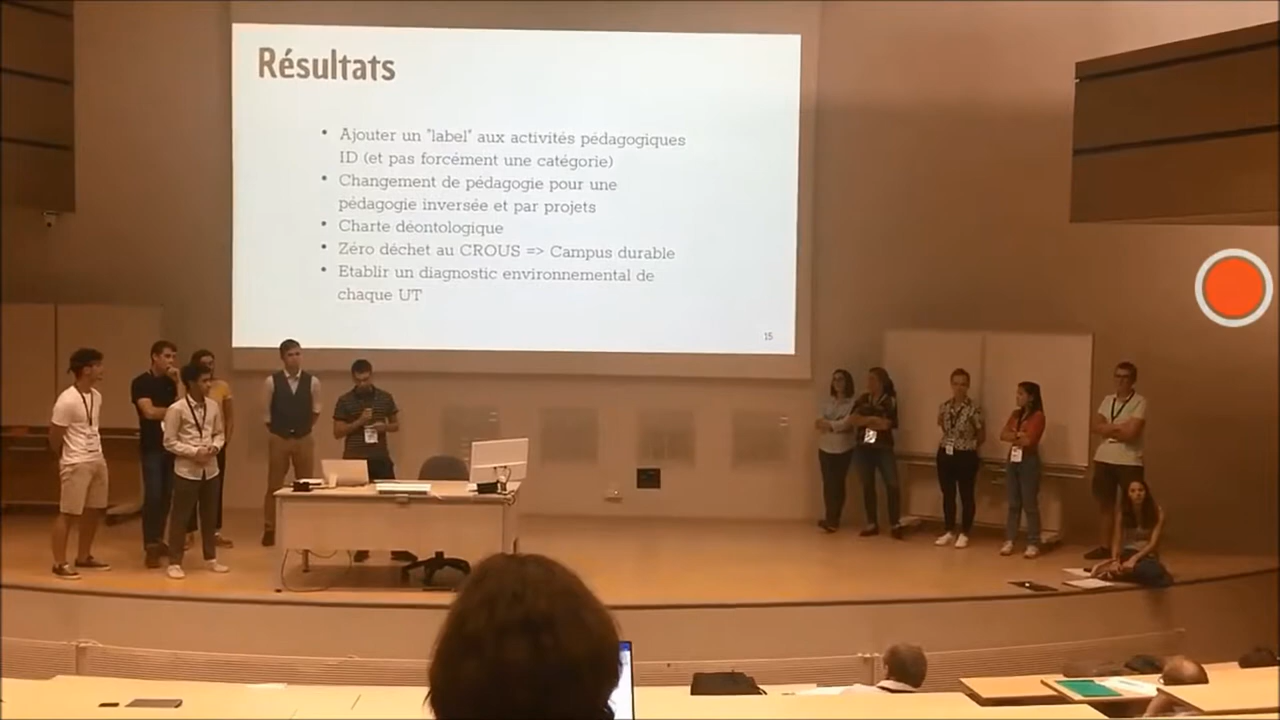 Résultats
• Ajouter un "label" aux activités pédagogiques
ID (et pas forcément une catégorie)
• Changement de pédagogie pour une
pédagogie inversée et par projets
• Charte déontologique
• Zéro déchet au CROUS => Campus durable
• Etablir un diagnostic environnemental de
chaque UT
15